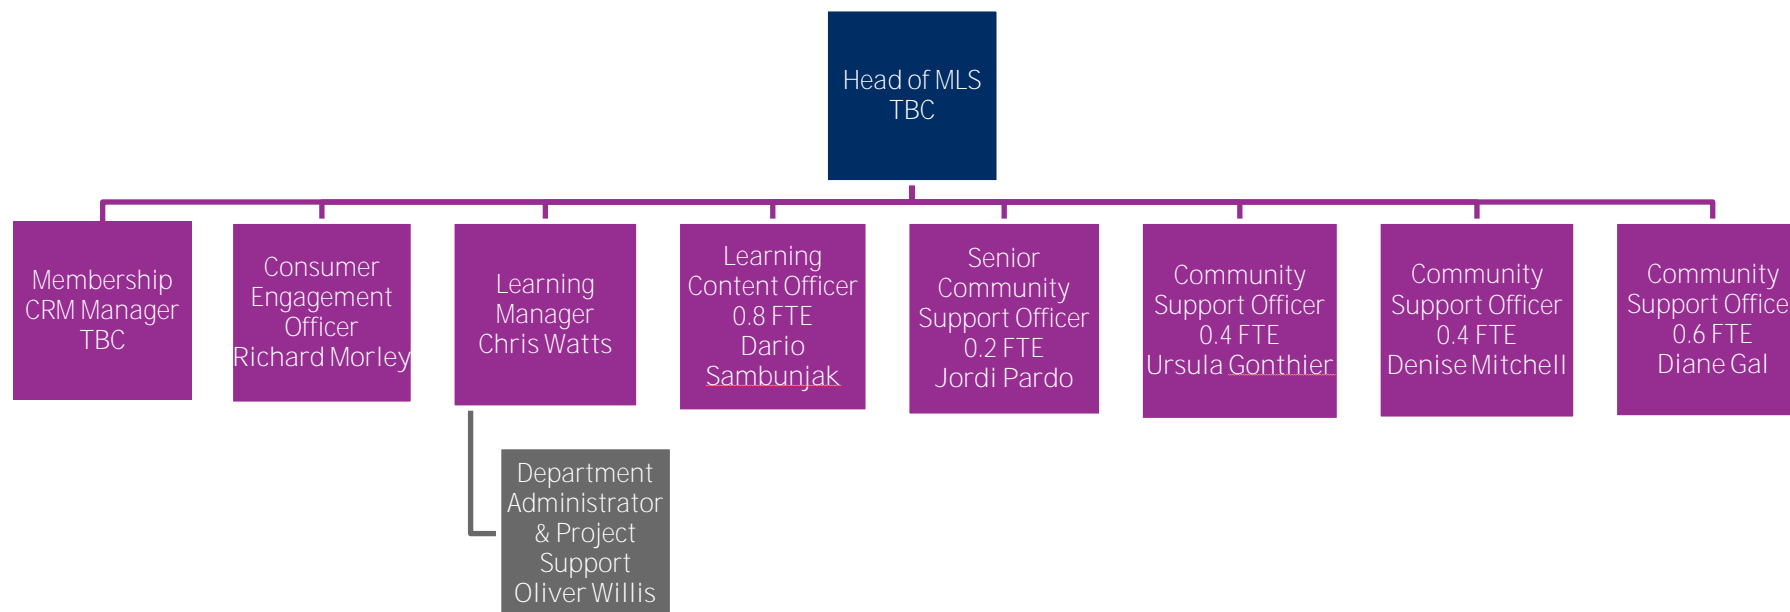 Head of MLS
TBC
Membership
CRM Manager
TBC
Consumer
Engagement
Officer
Richard Morley
Learning
Manager
Chris Watts
Learning
Content Officer
0.8 FTE
Dario
Sambunjak
Senior
Community
Support Officer
0.2 FTE
Jordi Pardo
Community
Support Officer
0.4 FTE
Ursula Gonthier
Community
Support Officer
0.4 FTE
Denise Mitchell
Community
Support Office
0.6 FTE
Diane Gal
Department
Administrator
& Project
Support
Oliver Willis